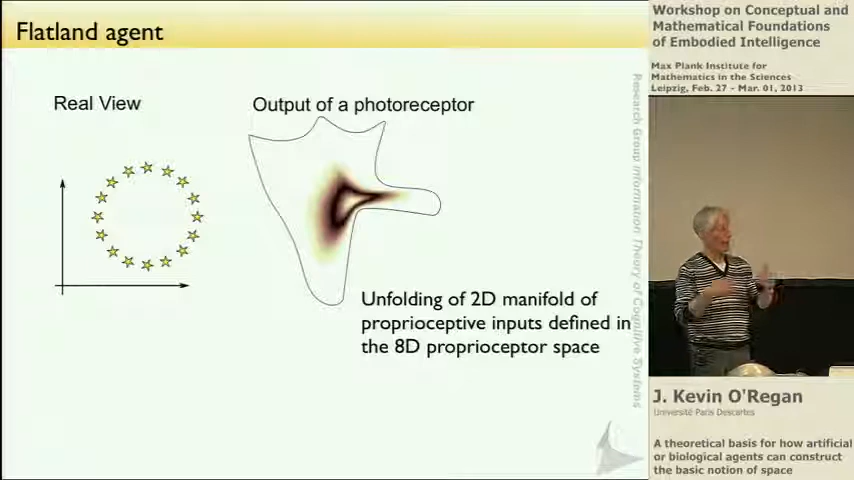 Flatland agent
Real View
Output of a photoreceptor
Unfolding of 2D manifold of
proprioceptive inputs defined in
the 8D proprioceptor space
Research Group Information Theory of Cognitive Systems
Workshop on Conceptual and
Mathematical Foundations
of Embodied Intelligence
Max Plank Institute for
Mathematics in the Sciences
Leipzig, Feb. 27 - Mar. 01, 2013
J. Kevin O'Regan
Université Paris Descartes
A theoretical basis for how artificial
or biological agents can construct
the basic notion of space